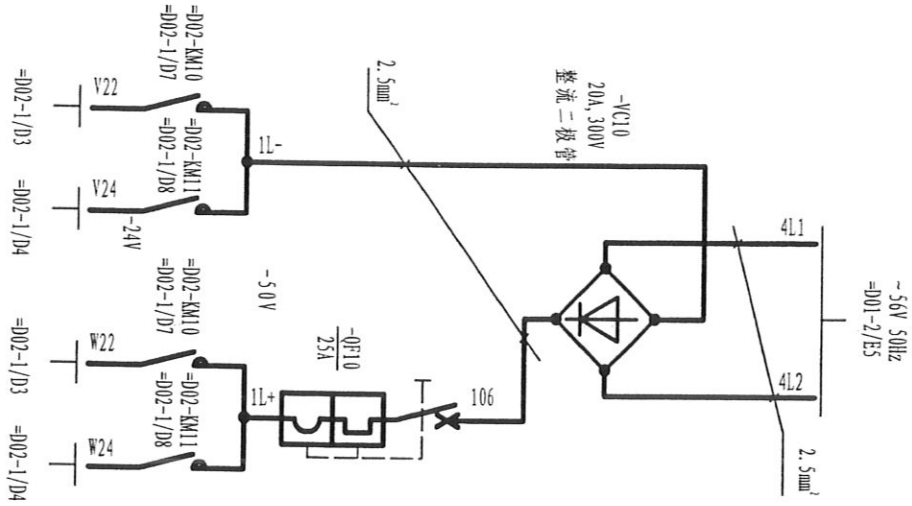 ~56V 50Hz
=D01-2/E5
4L1
4L2
2.5mm²
-VC10
20A,300V
整流二极管
2.5mm²
106
-QF10
25A
-50V
1L-
1L+
=D02-KM10
=D02-1/D7
=D02-KM11
=D02-1/D8
-24V
=D02-KM10
=D02-1/D7
=D02-KM11
=D02-1/D8
V22
V24
W22
W24
=D02-1/D3
=D02-1/D4
=D02-1/D3
=D02-1/D4